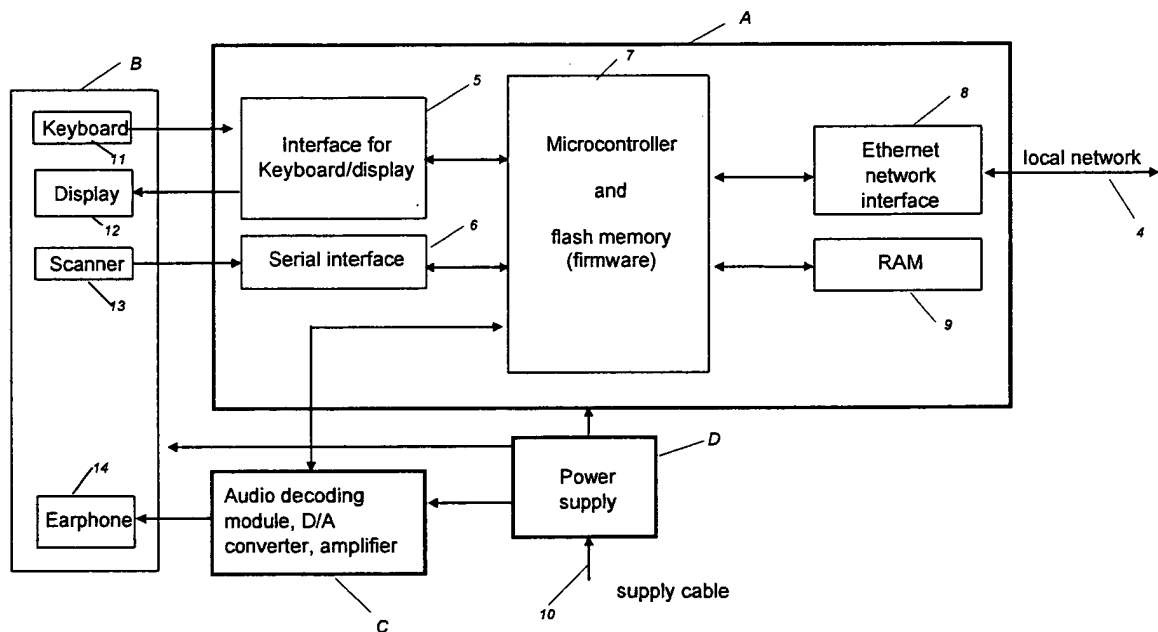 A
B
Keyboard
11
Display
12
Scanner
13
14
Earphone
5
Interface for
Keyboard/display
6
Serial interface
7
Microcontroller
and
flash memory
(firmware)
8
Ethernet
network
interface
local network
4
RAM
9
Audio decoding
module, D/A
converter, amplifier
C
D
Power
supply
10
supply cable